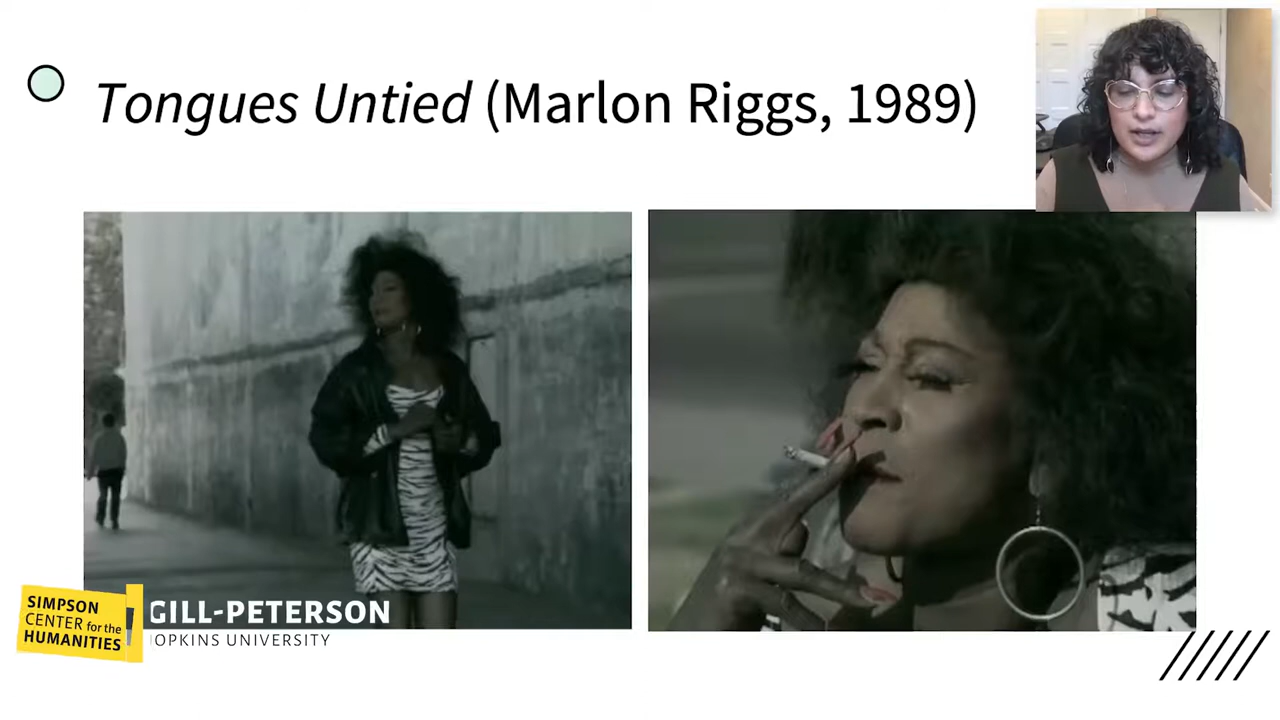 Tongues Untied (Marlon Riggs, 1989)
SIMPSON
CENTER for the
HUMANITIES
GILL-PETERSON
OPKINS UNIVERSITY